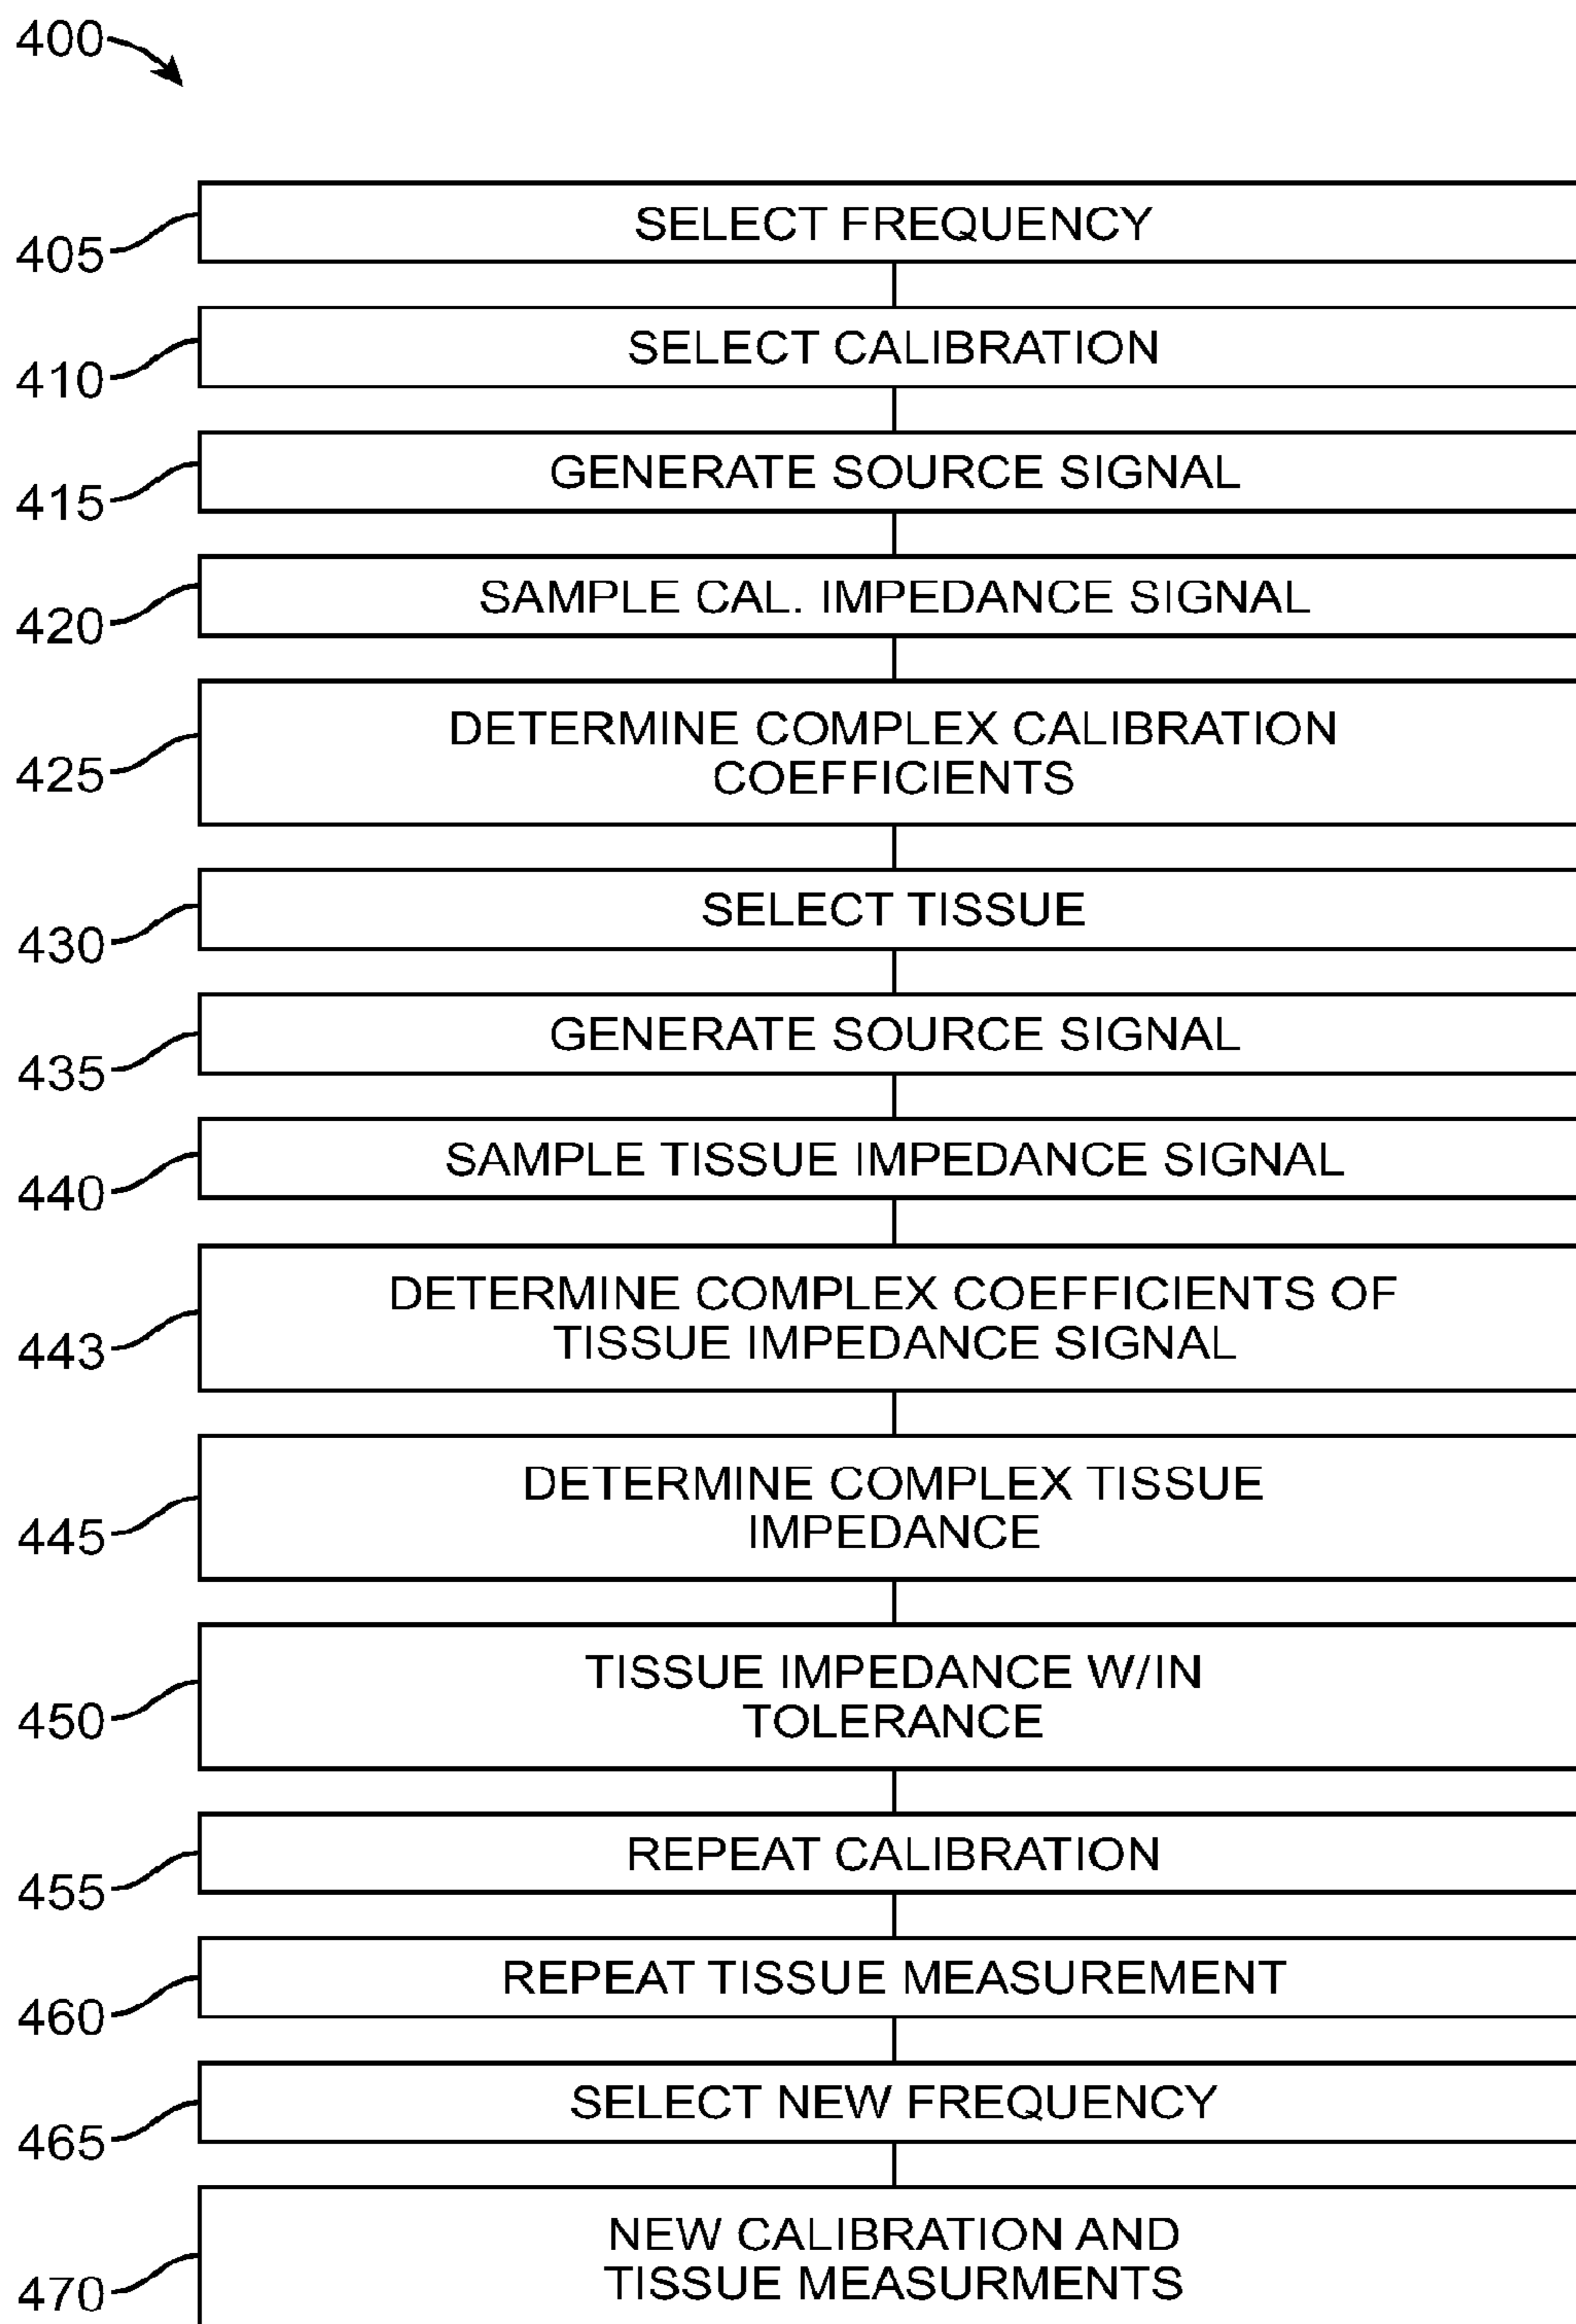 400
405
SELECT FREQUENCY
410
SELECT CALIBRATION
415
GENERATE SOURCE SIGNAL
420
SAMPLE CAL. IMPEDANCE SIGNAL
425
DETERMINE COMPLEX CALIBRATION
COEFFICIENTS
430
SELECT TISSUE
435
GENERATE SOURCE SIGNAL
440
SAMPLE TISSUE IMPEDANCE SIGNAL
443
DETERMINE COMPLEX COEFFICIENTS OF
TISSUE IMPEDANCE SIGNAL
445
DETERMINE COMPLEX TISSUE
IMPEDANCE
450
TISSUE IMPEDANCE W/IN
TOLERANCE
455
REPEAT CALIBRATION
460
REPEAT TISSUE MEASUREMENT
465
SELECT NEW FREQUENCY
470
NEW CALIBRATION AND
TISSUE MEASURMENTS